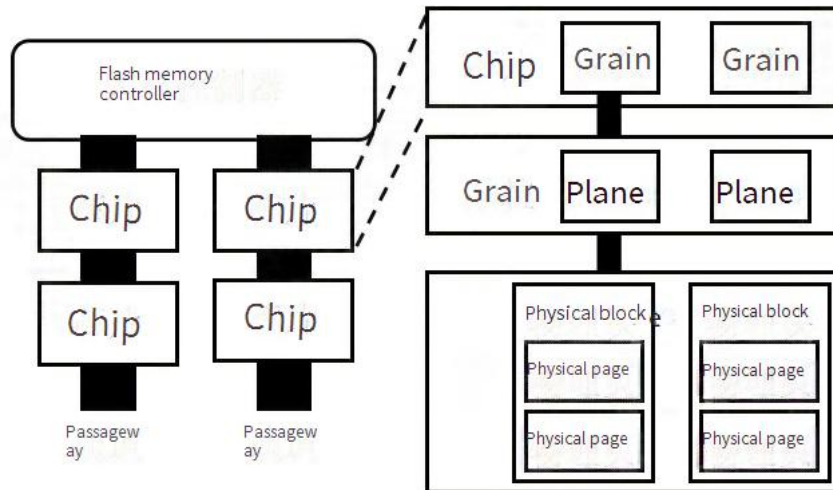 Flash memory
controller
Chip
Chip
Chip
Chip
Passagew
ay
Passagew
ay
Chip
Grain
Grain
Grain
Plane
Plane
Physical block
Physical page
Physical page
Physical block
Physical page
Physical page